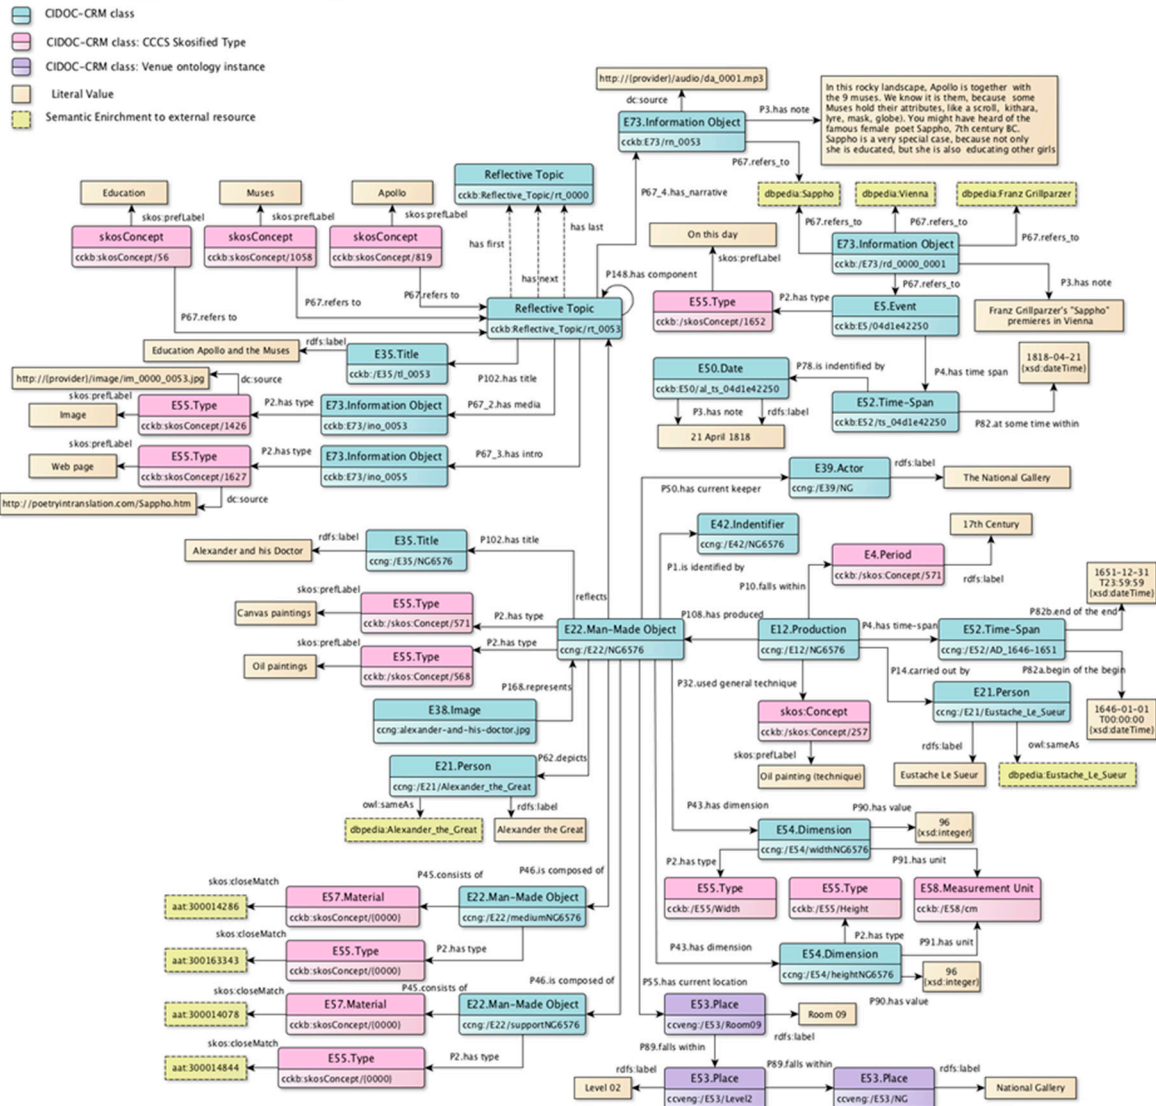 CIDOC-CRM class
CIDOC-CRM class: CCCS Skosified Type
CIDOC-CRM class: Venue ontology instance
Literal Value
Semantic Enirchment to external resource
http://(provider)/audio/da_0001.mp3
dc:source
E73.Information Object
cckb:E73/rn_0053
P3.has note
In this rocky landscape, Apollo is together with
the 9 muses. We know it is them, because some
Muses hold their attributes, like a scroll, kithara,
lyre, mask, globe). You might have heard of the
famous female poet Sappho, 7th century BC.
Sappho is a very special case, because not only
she is educated, but she is also educating other girls
P67.refers_to
P67_4.has_narrative
Reflective Topic
cckb:Reflective_Topic/rt_0000
Education
Muses
Apollo
skos:prefLabel
skos:prefLabel
skos:prefLabel
skosConcept
cckb:skosConcept/56
skosConcept
cckb:skosConcept/1058
skosConcept
cckb:skosConcept/819
has first
has next
has last
P148.has component
P67.refers to
P67.refers to
P67.refers to
Reflective Topic
cckb:Reflective_Topic/rt_0053
dbpedia:Sappho
dbpedia:Vienna
dbpedia:Franz Grillparzer
P67.refers_to
P67.refers_to
P67.refers_to
On this day
skos:prefLabel
E73.Information Object
cckb:/E73/rd_0000_0001
P67.refers_to
P3.has note
E55.Type
cckb:/skosConcept/1652
P2.has type
E5.Event
cckb:E5/04d1e42250
Franz Grillparzer's "Sappho"
premieres in Vienna
Education Apollo and the Muses
rdfs:label
E35.Title
cckb:/E35/tl_0053
P102.has title
http://(provider)/image/im_0000_0053.jpg
dc:source
skos:prefLabel
Image
E55.Type
cckb:skosConcept/1426
P2.has type
E73.Information Object
cckb:E73/ino_0053
P67_2.has media
skos:prefLabel
Web page
E55.Type
cckb:skosConcept/1627
P2.has type
E73.Information Object
cckb:E73/ino_0055
P67_3.has intro
http://poetryintranslation.com/Sappho.htm
dc:source
E50.Date
cckb:E50/al_ts_04d1e42250
P78.is indentified by
P4.has time span
1818-04-21
(xsd:dateTime)
P3.has note
rdfs:label
E52.Time-Span
cckb:E52/ts_04d1e42250
P82.at some time within
21 April 1818
E39.Actor
ccng:/E39/NG
P50.has current keeper
rdfs:label
The National Gallery
E42.Indentifier
ccng:/E42/NG6576
P1.is identified by
17th Century
rdfs:label
E4.Period
cckb:/skos:Concept/571
P10.falls within
Alexander and his Doctor
rdfs:label
E35.Title
ccng:/E35/NG6576
P102.has title
reflects
skos:prefLabel
Canvas paintings
E55.Type
cckb:/skos:Concept/571
P2.has type
skos:prefLabel
Oil paintings
E55.Type
cckb:/skos:Concept/568
P2.has type
E22.Man-Made Object
ccng:/E22/NG6576
P108.has produced
E12.Production
ccng:/E12/NG6576
P4.has time-span
E52.Time-Span
ccng:/E52/AD_1646-1651
1651-12-31
T23:59:59
(xsd:dateTime)
P82b.end of the end
P82a.begin of the begin
1646-01-01
T00:00:00
(xsd:dateTime)
P14.carried out by
E21.Person
ccng:/E21/Eustache_Le_Sueur
rdfs:label
owl:sameAs
Eustache Le Sueur
dbpedia:Eustache_Le_Sueur
P32.used general technique
skos:Concept
cckb:/skos:Concept/257
skos:prefLabel
Oil painting (technique)
P168.represents
E38.Image
ccng:alexander-and-his-doctor.jpg
P62.depicts
E21.Person
ccng:/E21/Alexander_the_Great
owl:sameAs
rdfs:label
dbpedia:Alexander_the_Great
Alexander the Great
P43.has dimension
E54.Dimension
ccng:/E54/widthNG6576
P90.has value
96
(xsd:integer)
P2.has type
P91.has unit
E55.Type
cckb:/E55/Width
E55.Type
cckb:/E55/Height
E58.Measurement Unit
cckb:/E58/cm
P2.has type
P91.has unit
P43.has dimension
E54.Dimension
ccng:/E54/heightNG6576
96
(xsd:integer)
P90.has value
skos:closeMatch
aat:300014286
E57.Material
cckb:skosConcept/(0000)
P45.consists of
E22.Man-Made Object
ccng:/E22/mediumNG6576
P46.is composed of
skos:closeMatch
aat:300163343
E55.Type
cckb:skosConcept/(0000)
P2.has type
skos:closeMatch
aat:300014078
E57.Material
cckb:skosConcept/(0000)
P45.consists of
E22.Man-Made Object
ccng:/E22/supportNG6576
P46.is composed of
skos:closeMatch
aat:300014844
E55.Type
cckb:skosConcept/(0000)
P2.has type
P55.has current location
E53.Place
ccveng:/E53/Room09
Room 09
rdfs:label
P89.falls within
rdfs:label
Level 02
E53.Place
ccveng:/E53/Level2
P89.falls within
E53.Place
ccveng:/E53/NG
rdfs:label
National Gallery